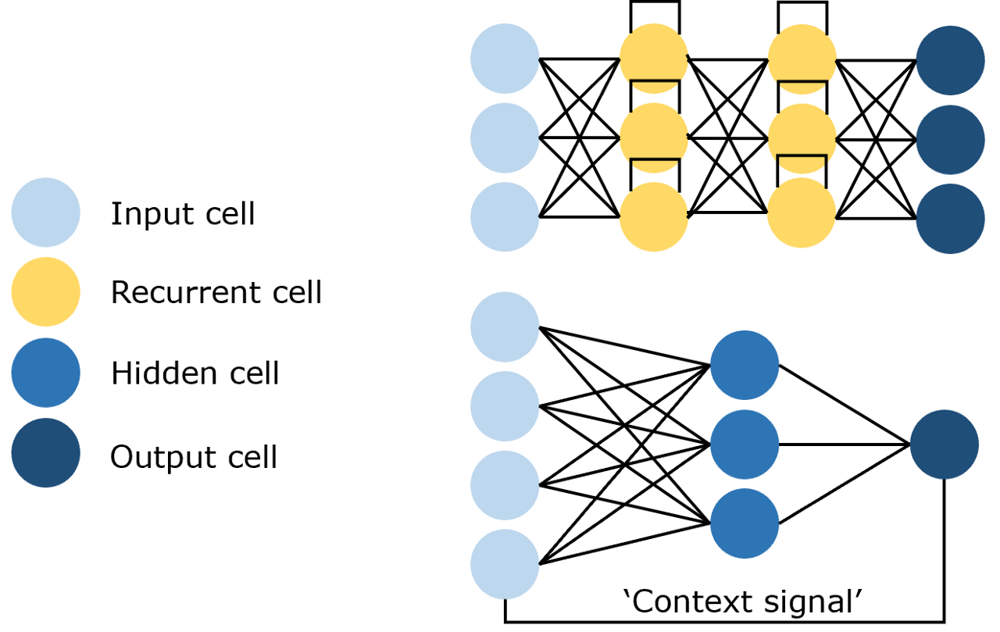 Input cell
Recurrent cell
Hidden cell
Output cell
‘Context signal’